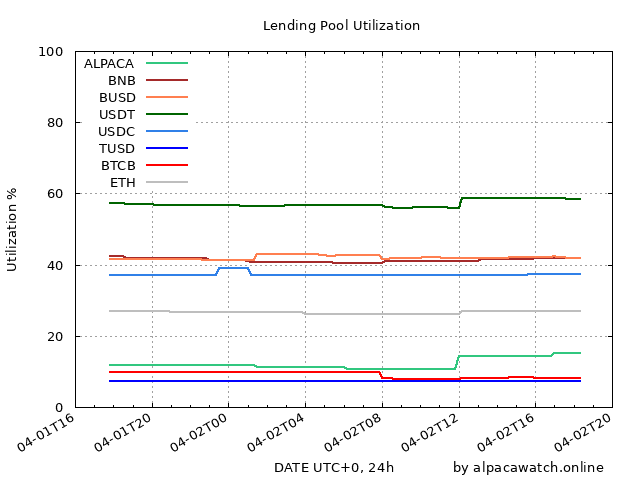 Lending Pool Utilization
Utilization %
100
80
60
40
20
0
ALPACA
BNB
BUSD
USDT
USDC
TUSD
BTCB
ETH
04-01T16
04-01T20
04-02T00
04-02T04
04-02T08
04-02T12
04-02T16
04-02T20
DATE UTC+0, 24h
by alpacawatch.online